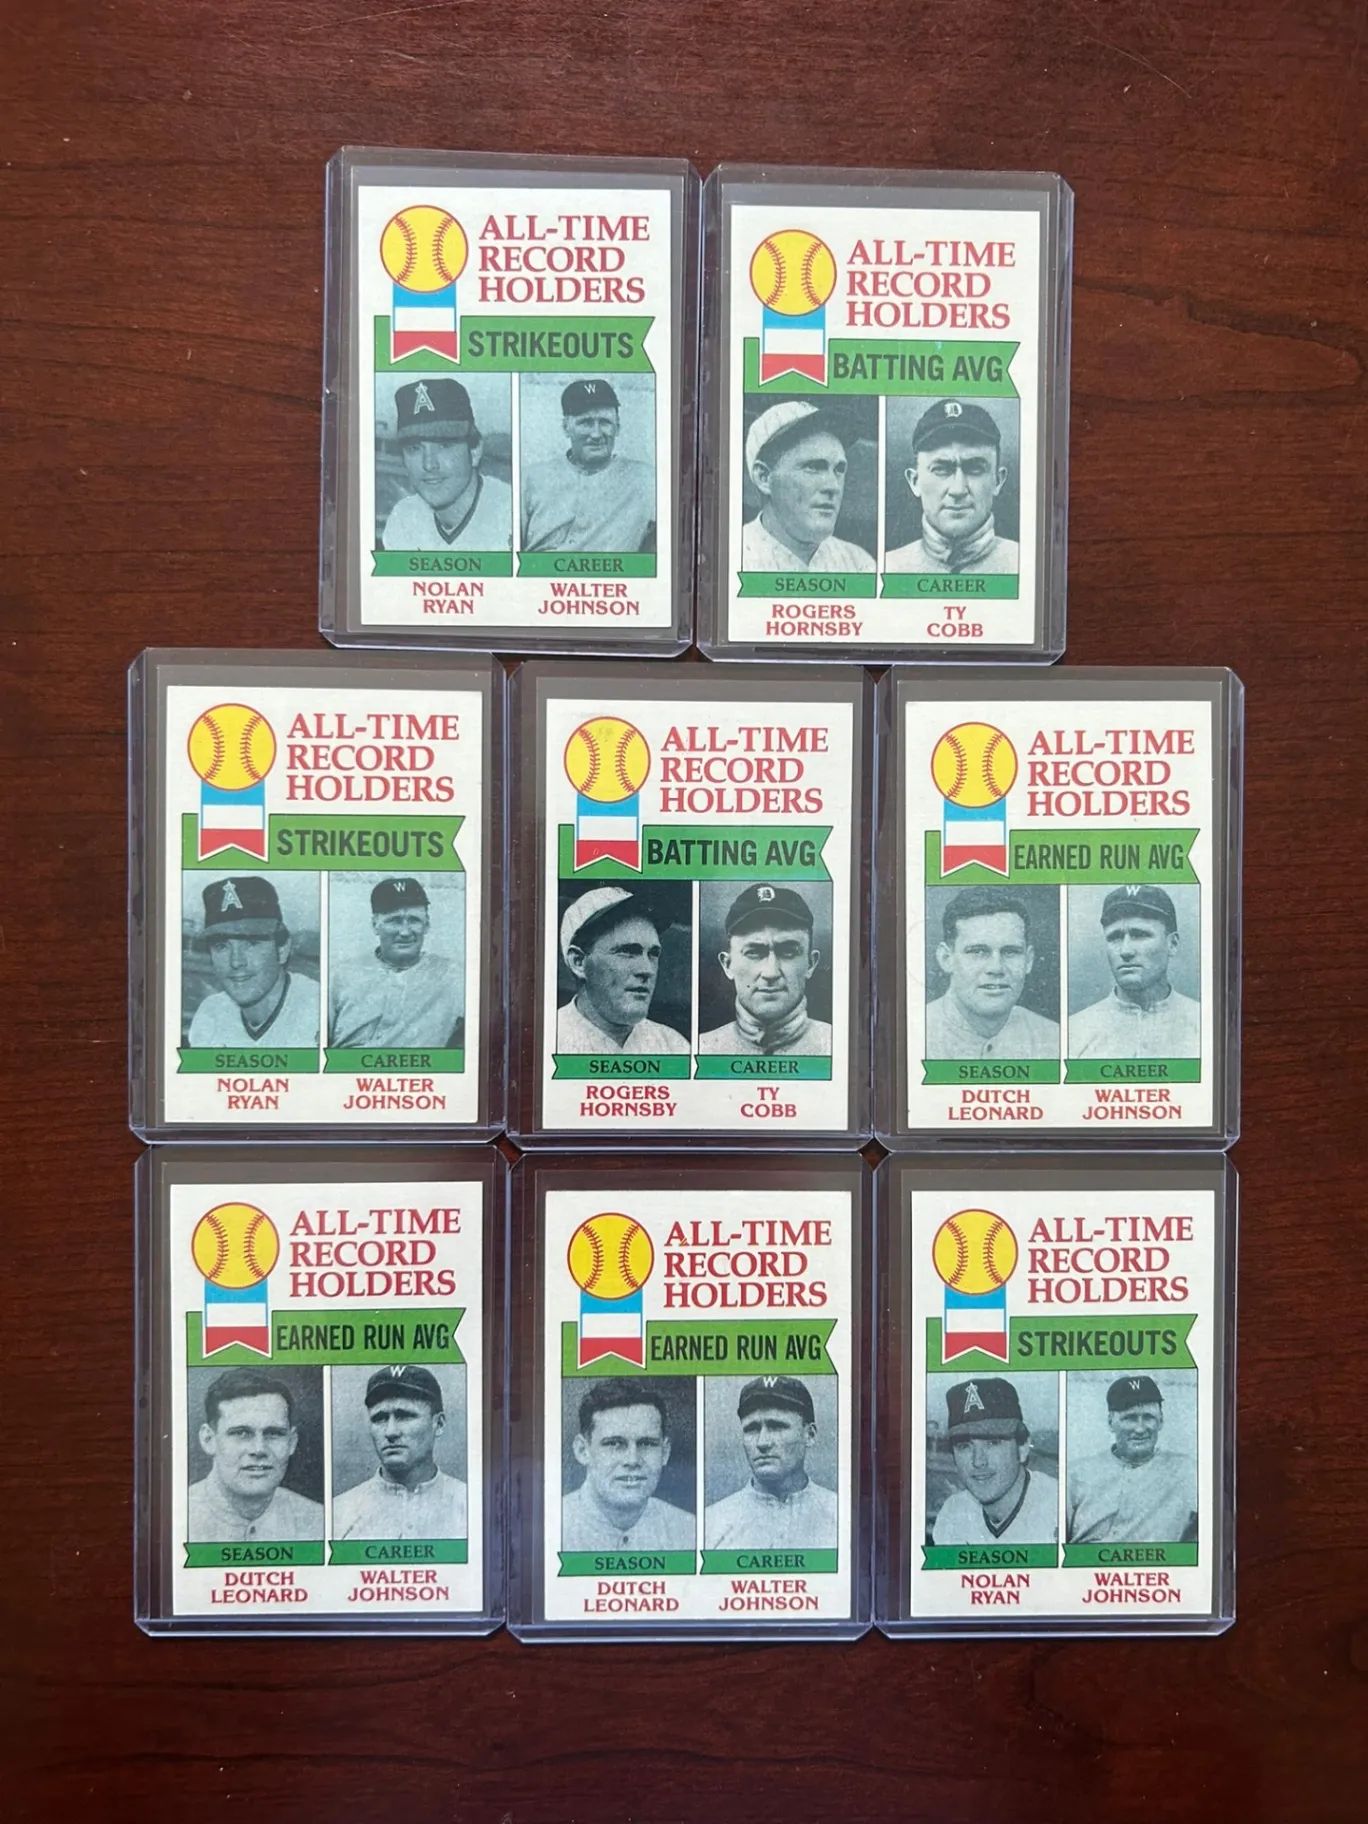 ALL-TIME
RECORD
HOLDERS
STRIKEOUTS
A
W
SEASON
CAREER
NOLAN
RYAN
WALTER
JOHNSON
ALL-TIME
RECORD
HOLDERS
BATTING AVG
D
SEASON
CAREER
ROGERS
HORNSBY
TY
COBB
ALL-TIME
RECORD
HOLDERS
STRIKEOUTS
A
W
SEASON
CAREER
NOLAN
RYAN
WALTER
JOHNSON
ALL-TIME
RECORD
HOLDERS
BATTING AVG
D
SEASON
CAREER
ROGERS
HORNSBY
TY
COBB
ALL-TIME
RECORD
HOLDERS
EARNED RUN AVG
W
SEASON
CAREER
DUTCH
LEONARD
WALTER
JOHNSON
ALL-TIME
RECORD
HOLDERS
EARNED RUN AVG
W
SEASON
CAREER
DUTCH
LEONARD
WALTER
JOHNSON
ALL-TIME
RECORD
HOLDERS
EARNED RUN AVG
W
SEASON
CAREER
DUTCH
LEONARD
WALTER
JOHNSON
ALL-TIME
RECORD
HOLDERS
STRIKEOUTS
A
W
SEASON
CAREER
NOLAN
RYAN
WALTER
JOHNSON